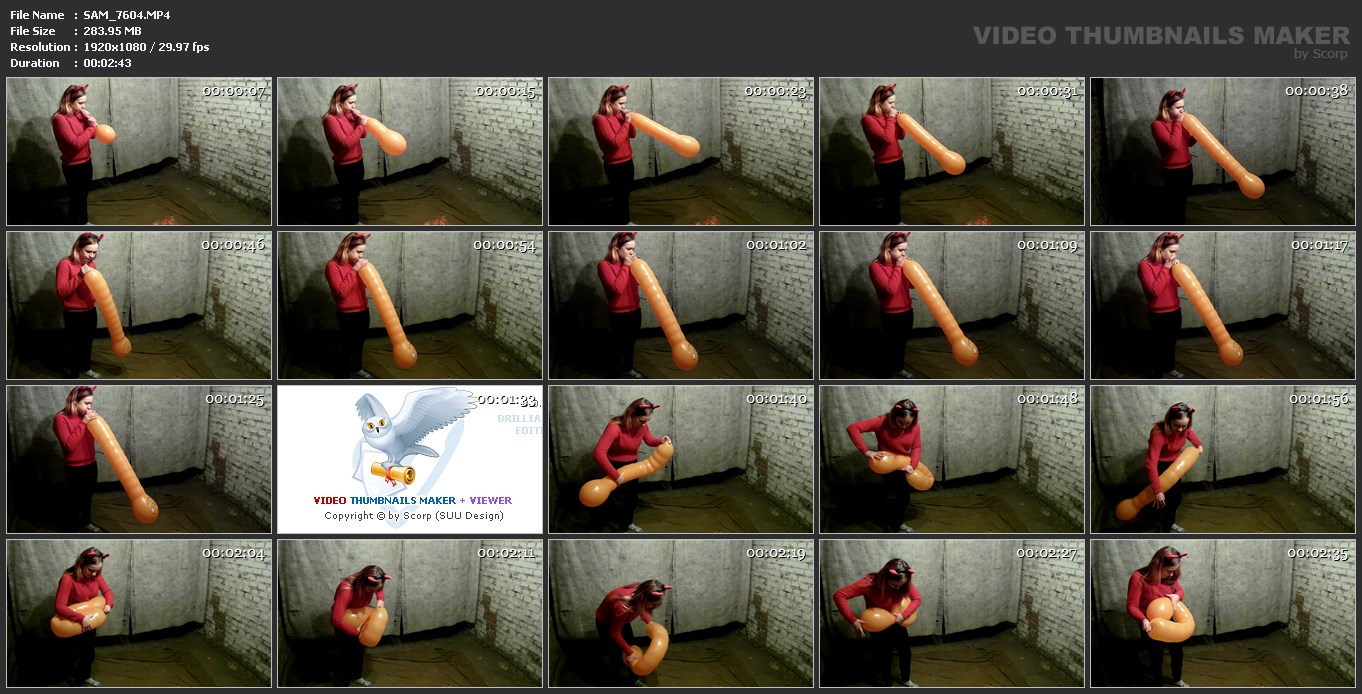 File Name : SAM_7604.MP4
File Size : 283.95 MB
Resolution : 1920x1080 / 29.97 fps
Duration : 00:02:43
VIDEO THUMBNAILS MAKER
by Scorp
00:00:07
00:00:15
00:00:23
00:00:31
00:00:38
00:00:46
00:00:54
00:01:02
00:01:09
00:01:17
00:01:25
00:01:33
BRILLIA
EDITI
VIDEO THUMBNAILS MAKER + VIEWER
Copyright © by Scorp (SUU Design)
00:01:40
00:01:48
00:01:56
00:02:04
00:02:11
00:02:19
00:02:27
00:02:35